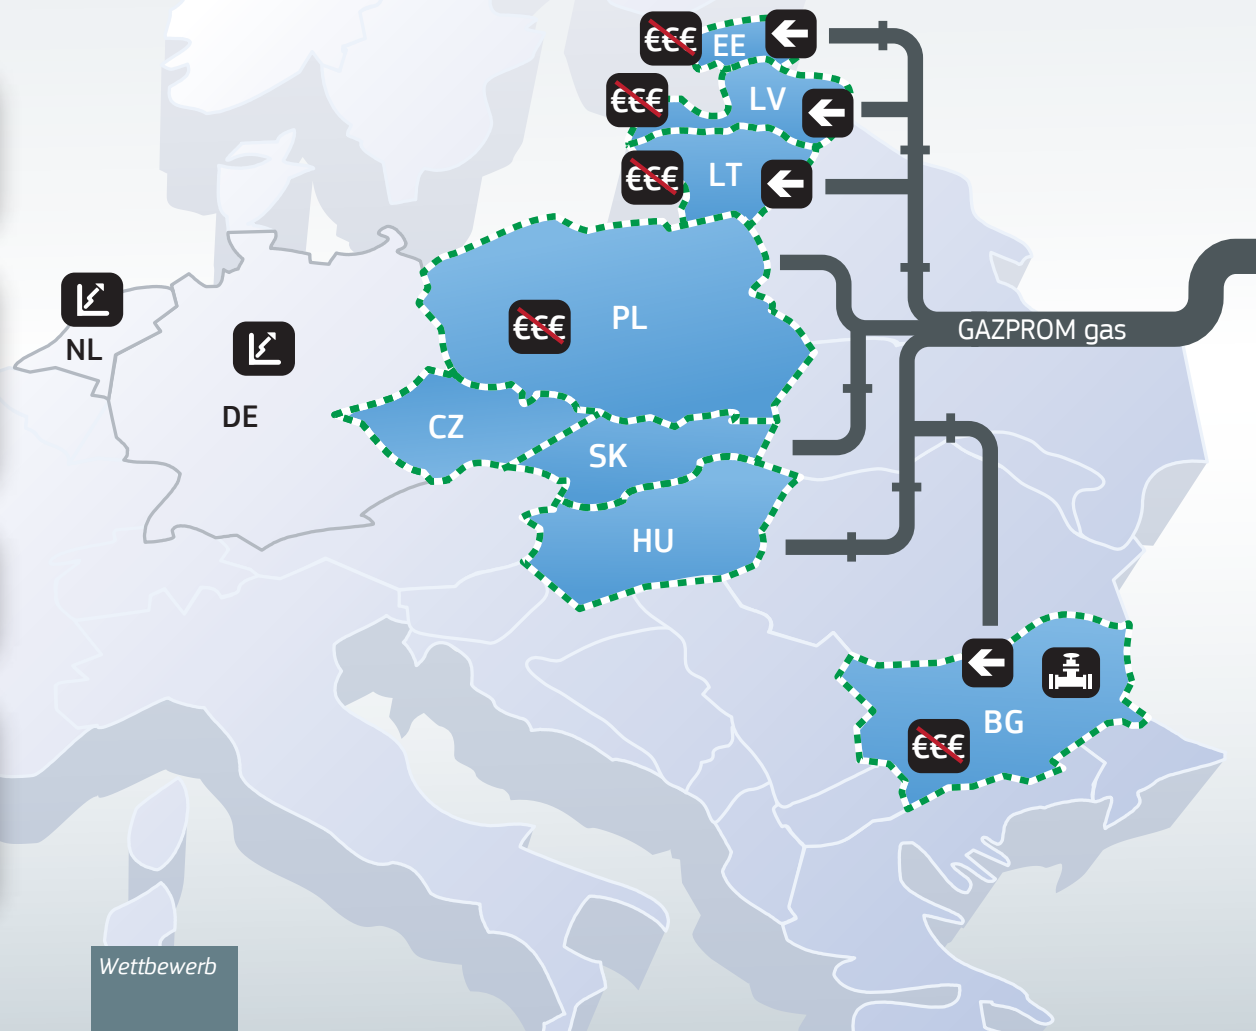 €€€
EE
€€€
LV
€€€
LT
€€€
PL
GAZPROM gas
NL
DE
CZ
SK
HU
BG
€€€
Wettbewerb